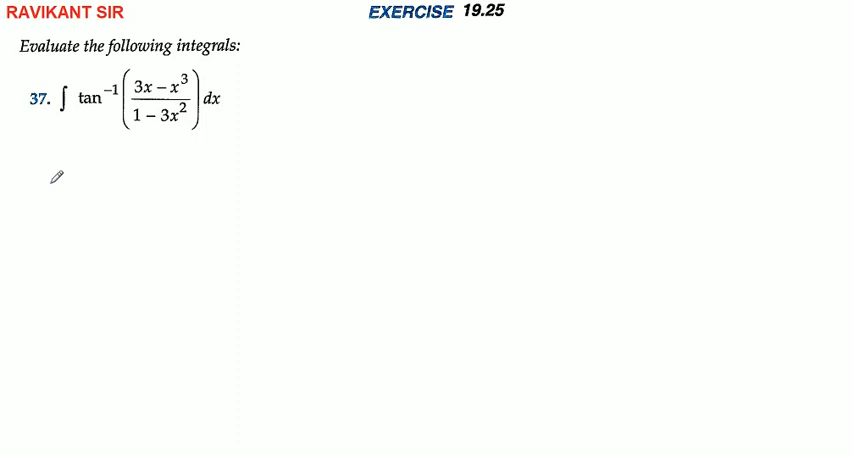 RAVIKANT SIR
EXERCISE 19.25
Evaluate the following integrals:
37. ∫ tan⁻¹((3x – x³)/(1 – 3x²)) dx